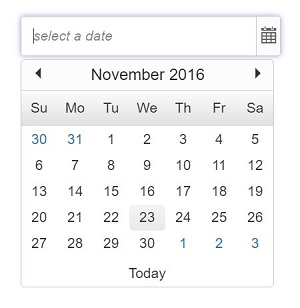 select a date
November 2016
Su Mo Tu We Th Fr Sa
30 31 1 2 3 4 5
6 7 8 9 10 11 12
13 14 15 16 17 18 19
20 21 22 23 24 25 26
27 28 29 30 1 2 3
Today